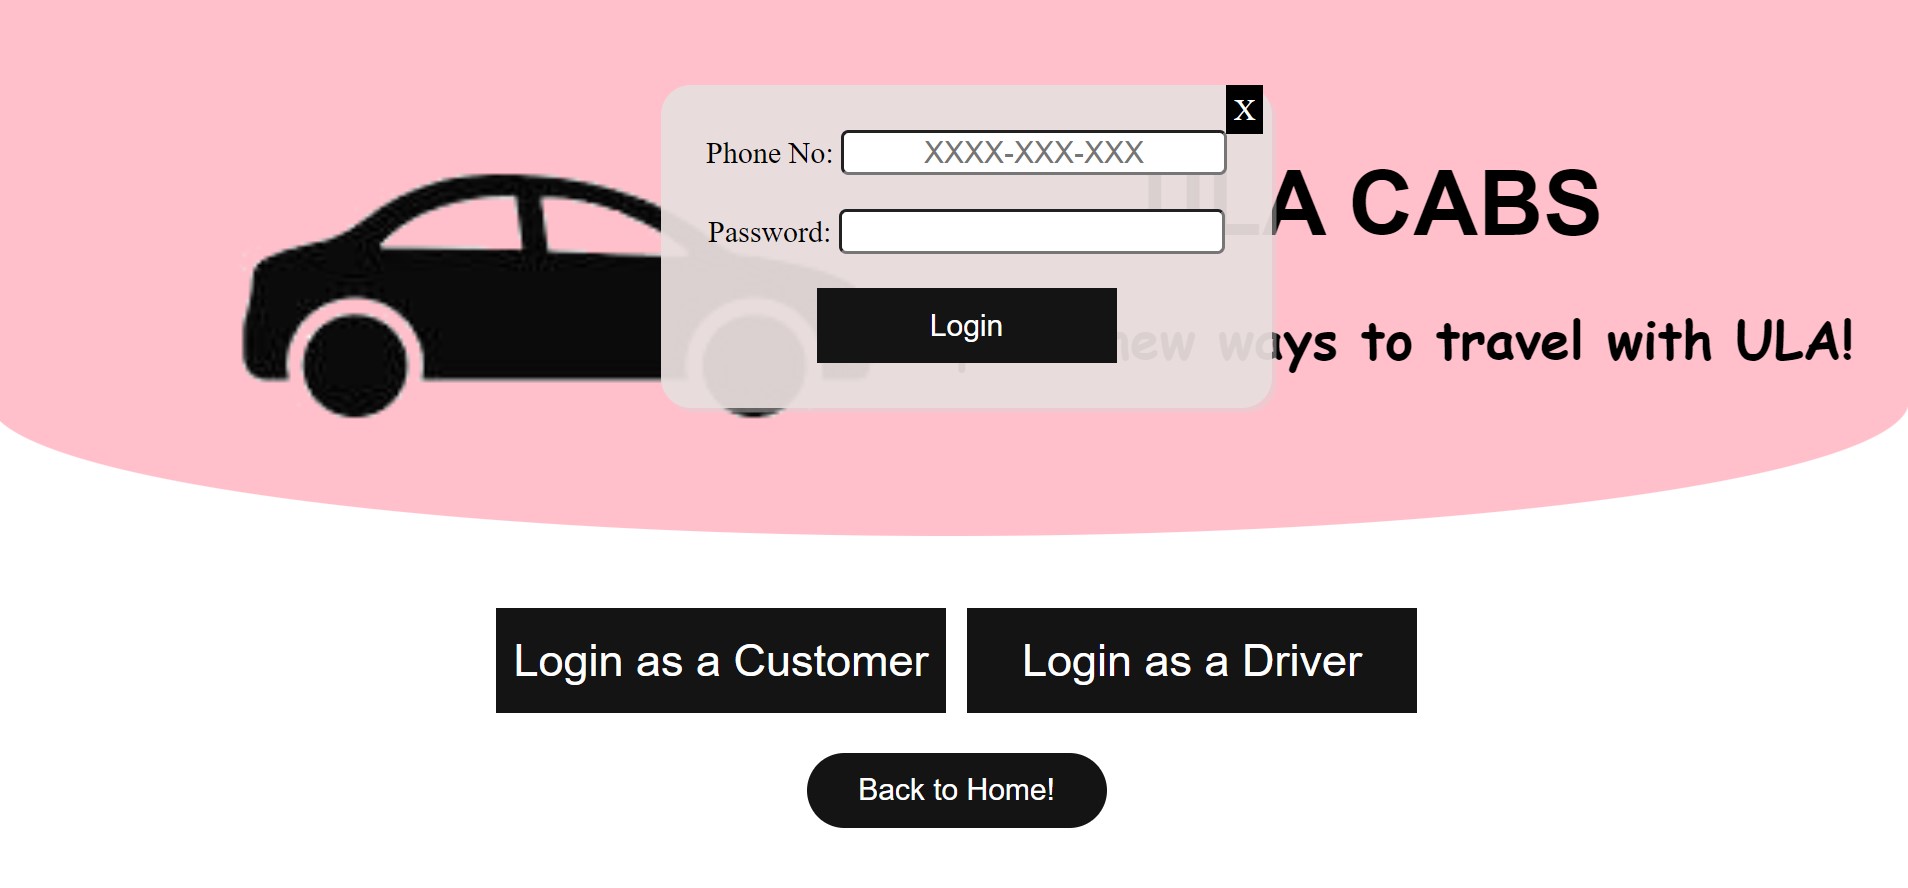 X
Phone No: XXXX-XXX-XXX
ULA CABS
Password:
Login
new ways to travel with ULA!
Login as a Customer
Login as a Driver
Back to Home!